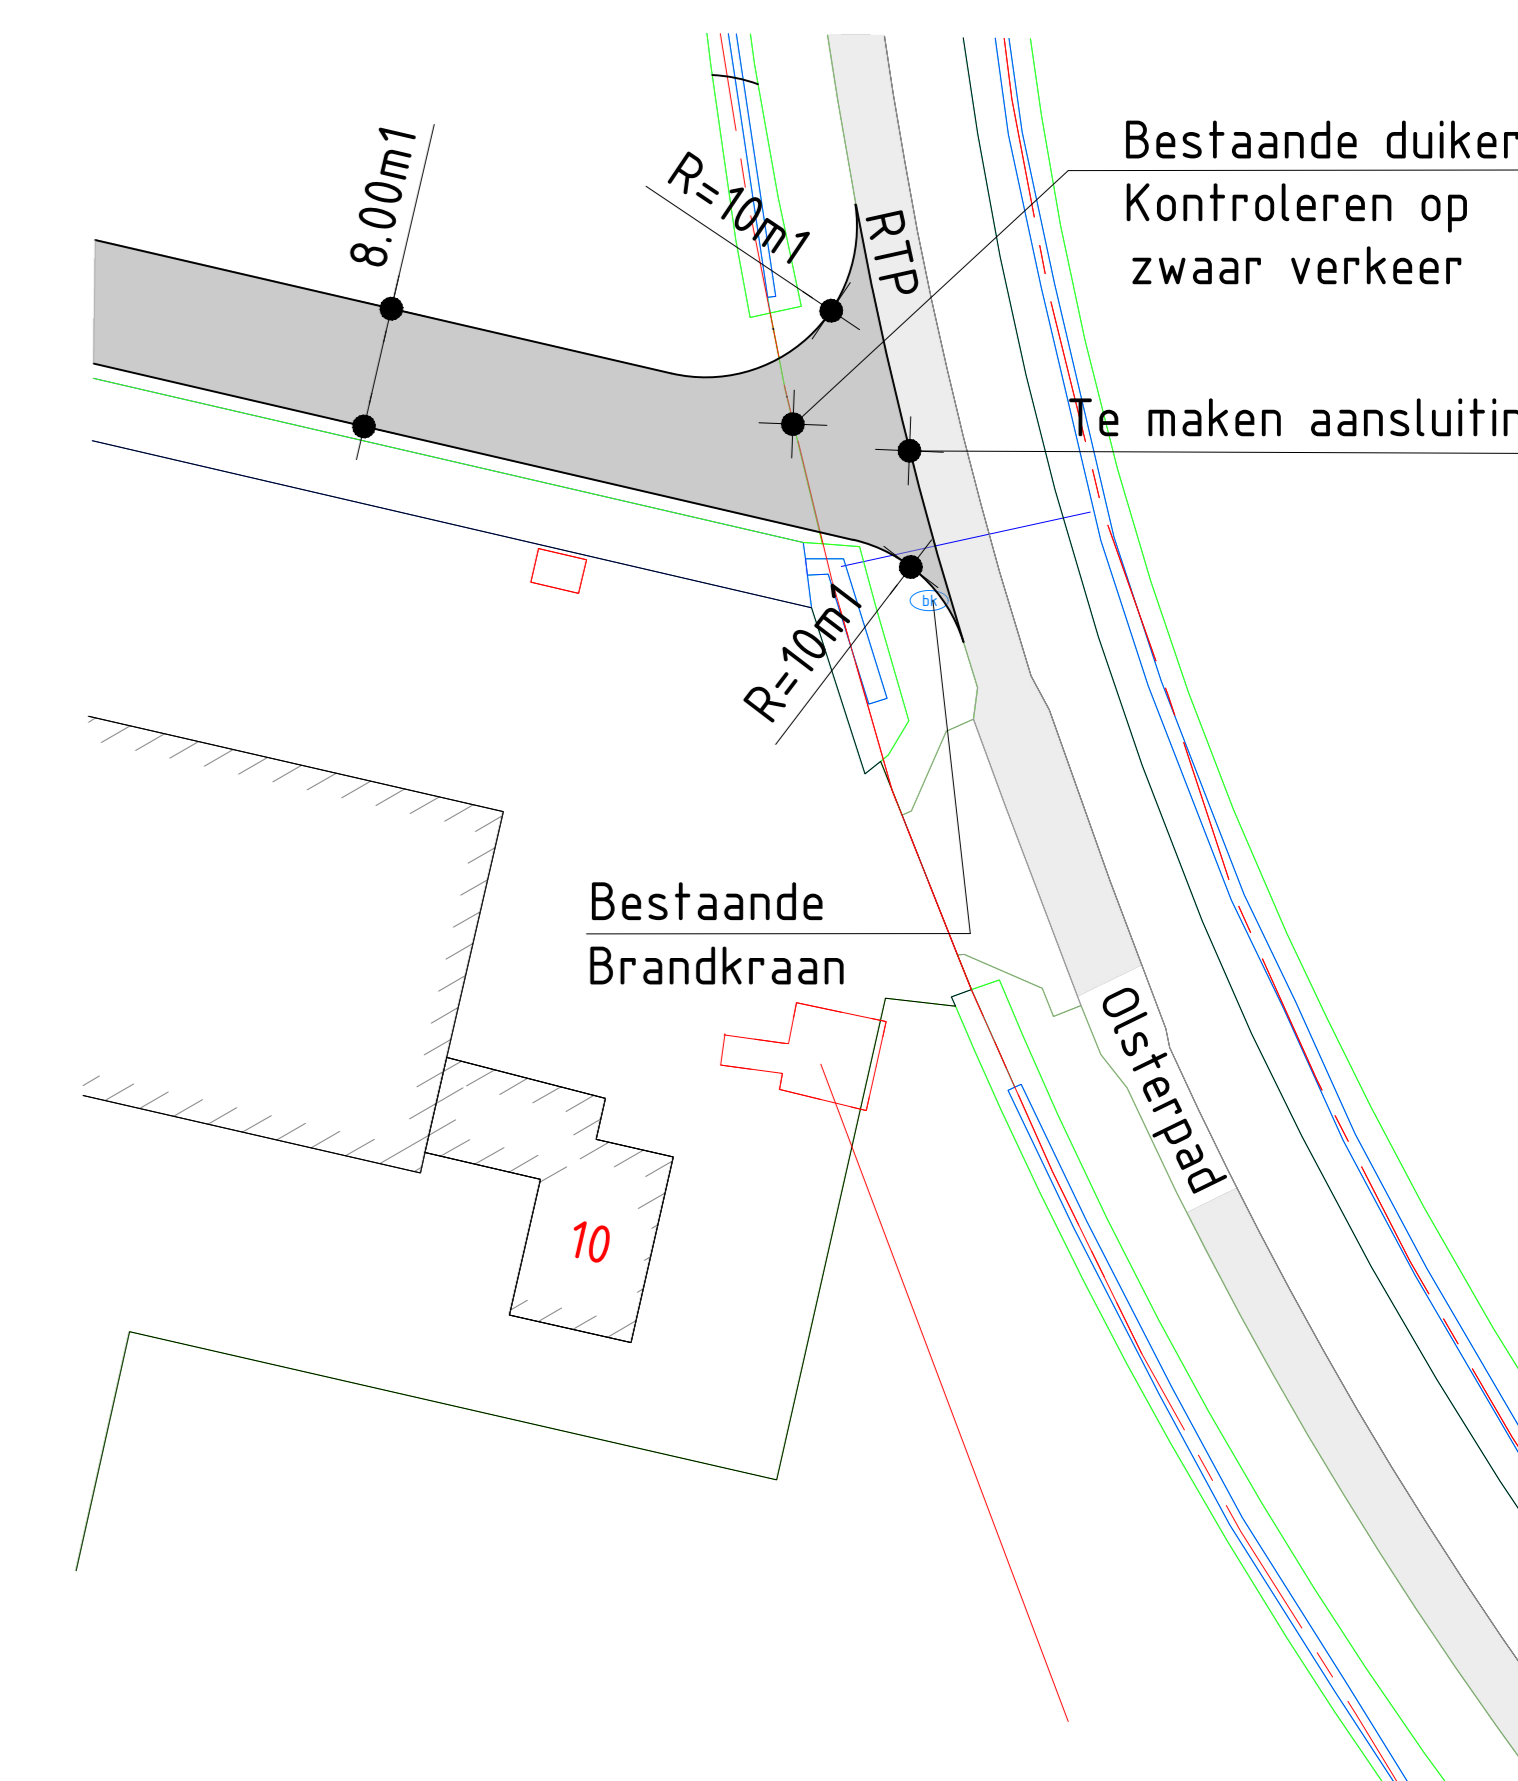 8.00m1
R=10m1
RTP
Bestaande duiker
Kontroleren op
zwaar verkeer
Te maken aansluitin
bk
R=10m1
Bestaande
Brandkraan
Olsterpad
10